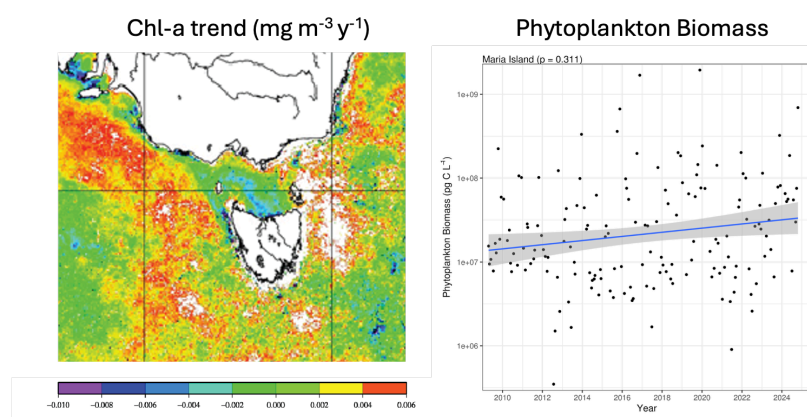 Chl-a trend (mg m⁻³ y⁻¹)
−0.010 −0.008 −0.006 −0.004 −0.002 0.000 0.002 0.004 0.006
Phytoplankton Biomass
Maria Island (p = 0.311)
Phytoplankton Biomass (pg C L⁻¹)
1e+09
1e+08
1e+07
1e+06
2010 2012 2014 2016 2018 2020 2022 2024
Year